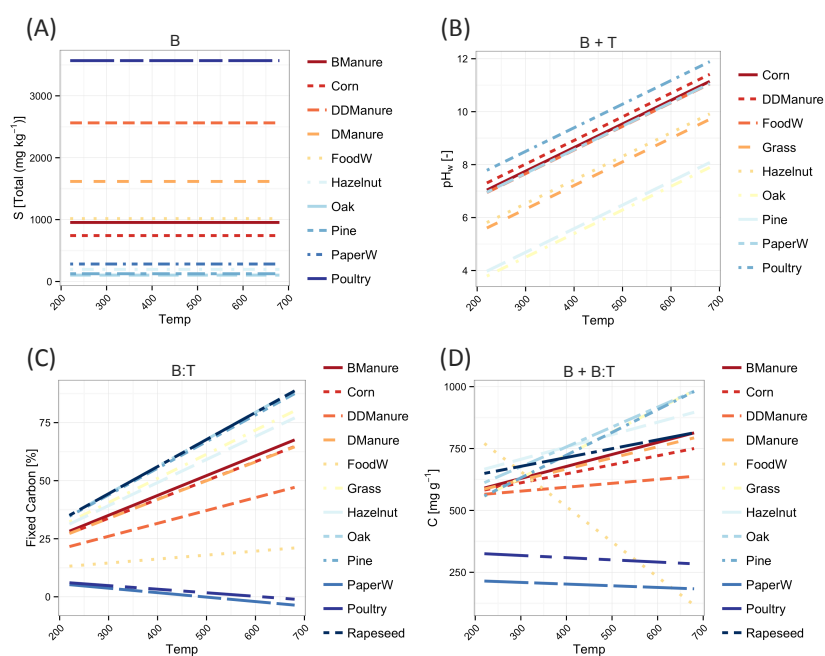 (A)
B
S [Total (mg kg⁻¹)]
3000
2000
1000
0
200
300
400
500
600
700
Temp
BManure
Corn
DDManure
DManure
FoodW
Hazelnut
Oak
Pine
PaperW
Poultry
(B)
B + T
pHw [-]
12
10
8
6
4
200
300
400
500
600
700
Temp
Corn
DDManure
FoodW
Grass
Hazelnut
Oak
Pine
PaperW
Poultry
(C)
B:T
Fixed Carbon [%]
75
50
25
0
200
300
400
500
600
700
Temp
BManure
Corn
DDManure
DManure
FoodW
Grass
Hazelnut
Oak
Pine
PaperW
Poultry
Rapeseed
(D)
B + B:T
C [mg g⁻¹]
1000
750
500
250
200
300
400
500
600
700
Temp
BManure
Corn
DDManure
DManure
FoodW
Grass
Hazelnut
Oak
Pine
PaperW
Poultry
Rapeseed